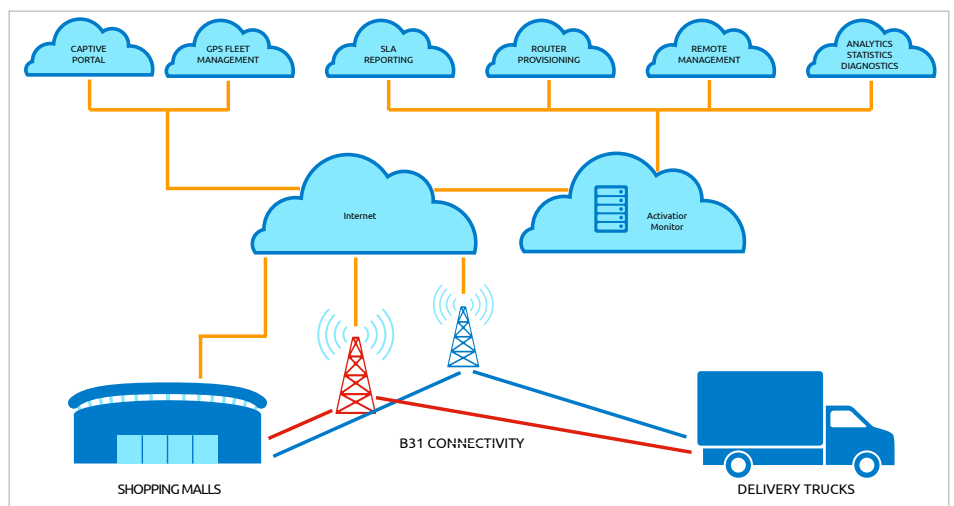 CAPTIVE
PORTAL
GPS FLEET
MANAGEMENT
SLA
REPORTING
ROUTER
PROVISIONING
REMOTE
MANAGEMENT
ANALYTICS
STATISTICS
DIAGNOSTICS
Internet
Activatior
Monitor
B31 CONNECTIVITY
SHOPPING MALLS
DELIVERY TRUCKS